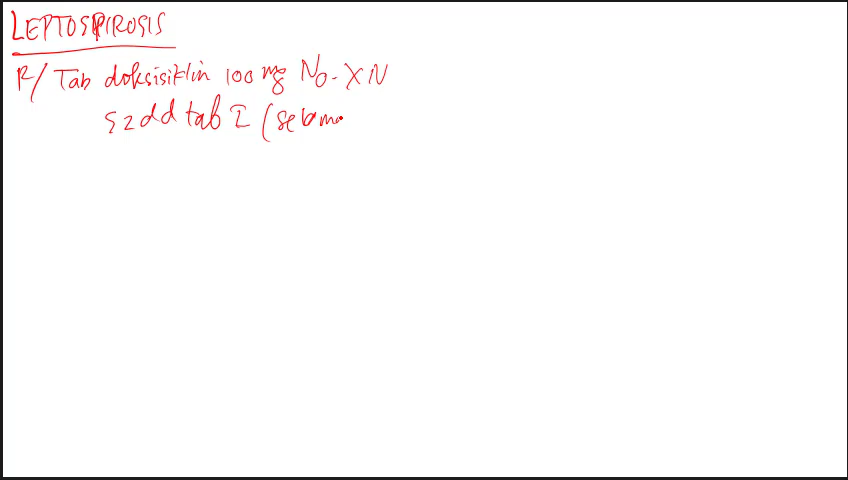 LEPTOSPIROSIS
R/ Tab doksisiklin 100 mg No. XIV
S 2 dd tab I (selama